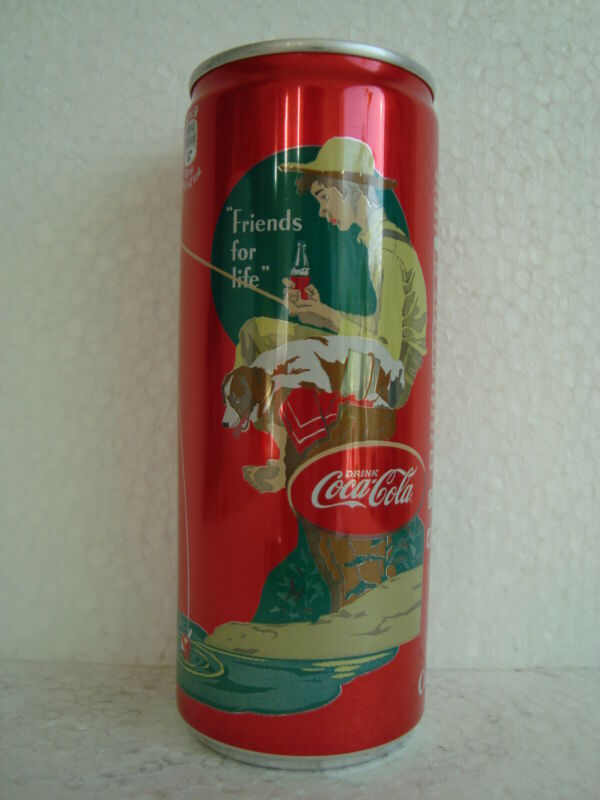 "Friends
for
life"
DRINK
Coca-Cola